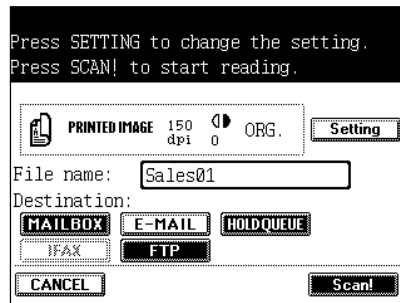 Press SETTING to change the setting.
Press SCAN! to start reading.
PRINTED IMAGE 150 dpi 0 ORG. Setting
File name: Sales01
Destination:
MAILBOX E-MAIL HOLDQUEUE
IFAX FTP
CANCEL Scan!